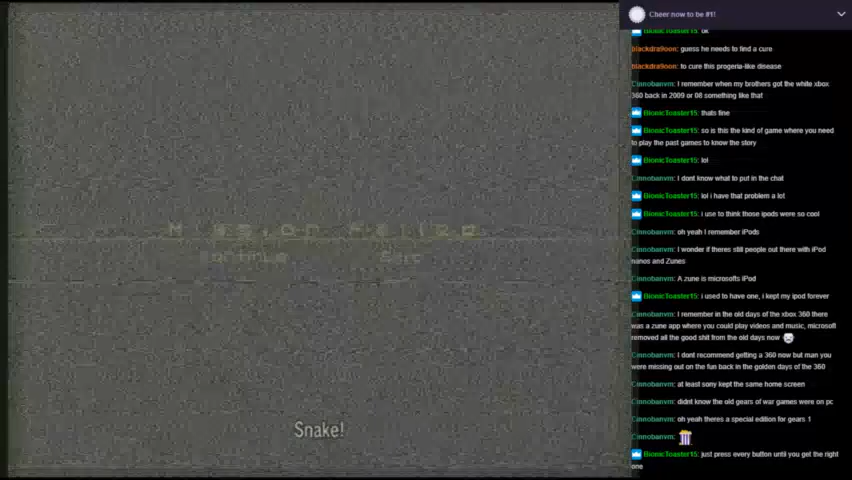 Cheer now to be #1!
BionicToaster15: ok
blackdra9oon: guess he needs to find a cure
blackdra9oon: to cure this progeria-like disease
Cinnobanvm: I remember when my brothers got the white xbox
360 back in 2009 or 08 something like that
BionicToaster15: thats fine
BionicToaster15: so is this the kind of game where you need
to play the past games to know the story
BionicToaster15: lol
Cinnobanvm: I dont know what to put in the chat
BionicToaster15: lol i have that problem a lot
BionicToaster15: i use to think those ipods were so cool
Cinnobanvm: oh yeah I remember iPods
Cinnobanvm: I wonder if theres still people out there with iPod
nanos and Zunes
Cinnobanvm: A zune is microsofts iPod
BionicToaster15: i used to have one, i kept my ipod forever
Cinnobanvm: I remember in the old days of the xbox 360 there
was a zune app where you could play videos and music, microsoft
removed all the good shit from the old days now
Cinnobanvm: I dont recommend getting a 360 now but man you
were missing out on the fun back in the golden days of the 360
Cinnobanvm: at least sony kept the same home screen
Cinnobanvm: didnt know the old gears of war games were on pc
Cinnobanvm: oh yeah theres a special edition for gears 1
Cinnobanvm:
BionicToaster15: just press every button until you get the right
one
Mission Failed
Continue Exit
Snake!